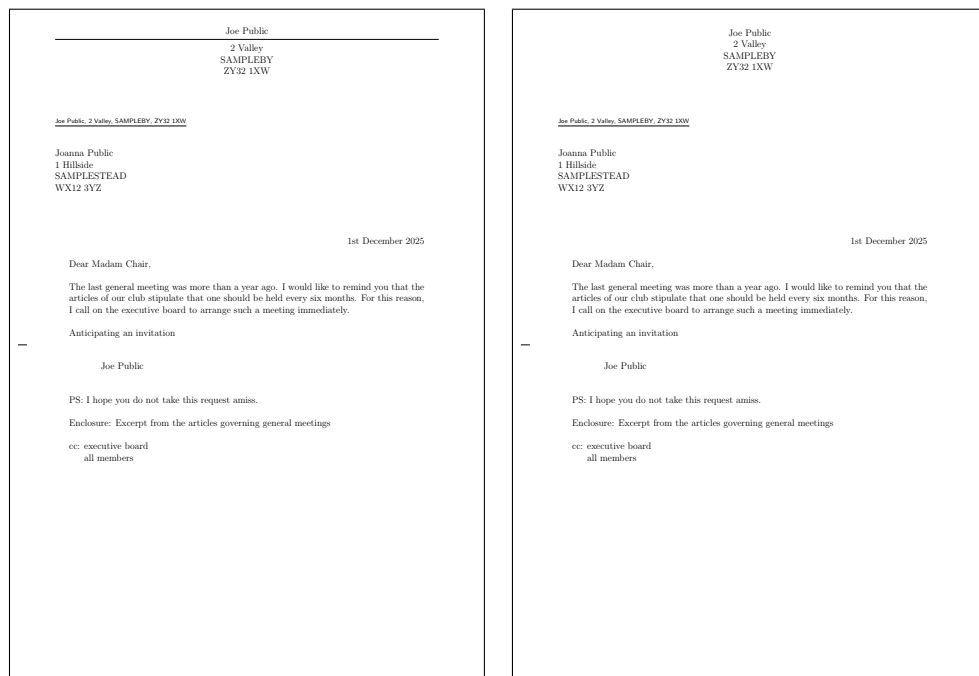 Joe Public
2 Valley
SAMPLEBY
ZY32 1XW
Joe Public, 2 Valley, SAMPLEBY, ZY32 1XW
Joanna Public
1 Hillside
SAMPLESTEAD
WX12 3YZ
1st December 2025
Dear Madam Chair,
The last general meeting was more than a year ago. I would like to remind you that the
articles of our club stipulate that one should be held every six months. For this reason,
I call on the executive board to arrange such a meeting immediately.
Anticipating an invitation
Joe Public
PS: I hope you do not take this request amiss.
Enclosure: Excerpt from the articles governing general meetings
cc: executive board
all members
Joe Public
2 Valley
SAMPLEBY
ZY32 1XW
Joe Public, 2 Valley, SAMPLEBY, ZY32 1XW
Joanna Public
1 Hillside
SAMPLESTEAD
WX12 3YZ
1st December 2025
Dear Madam Chair,
The last general meeting was more than a year ago. I would like to remind you that the
articles of our club stipulate that one should be held every six months. For this reason,
I call on the executive board to arrange such a meeting immediately.
Anticipating an invitation
Joe Public
PS: I hope you do not take this request amiss.
Enclosure: Excerpt from the articles governing general meetings
cc: executive board
all members